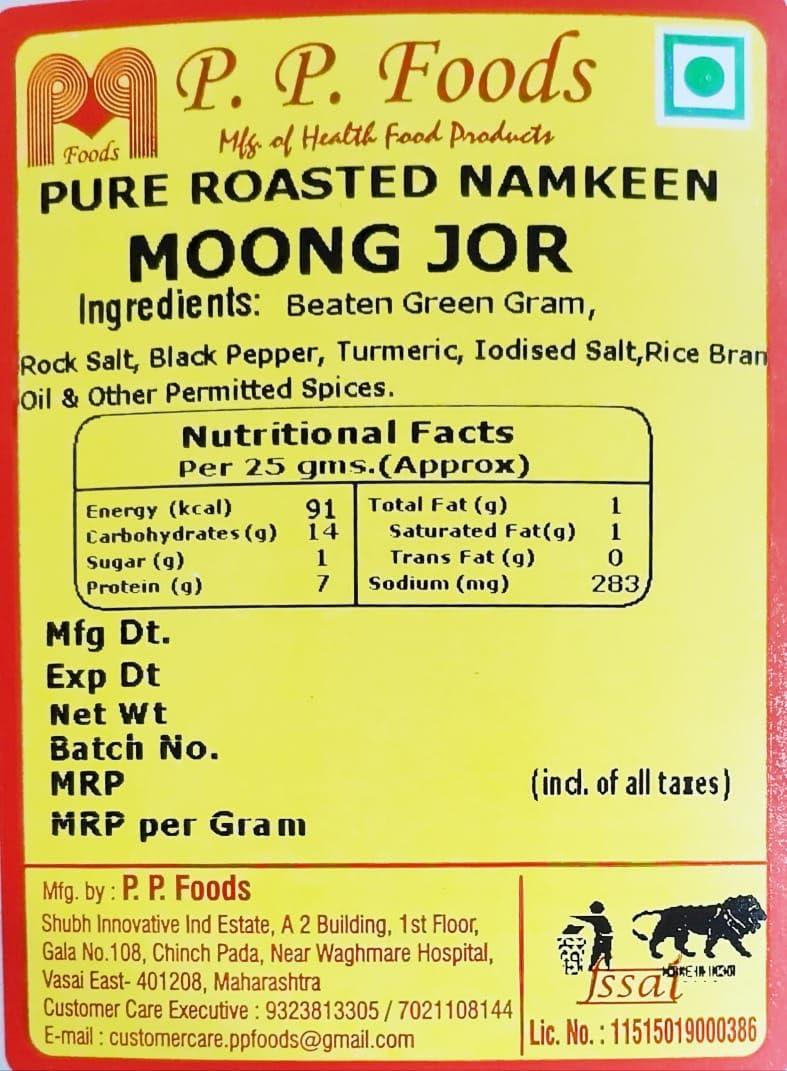 P. P. Foods
Foods
Mfg. of Health Food Products
PURE ROASTED NAMKEEN
MOONG JOR
Ingredients: Beaten Green Gram,
Rock Salt, Black Pepper, Turmeric, Iodised Salt,Rice Bran
Oil & Other Permitted Spices.
Nutritional Facts
Per 25 gms.(Approx)
Energy (kcal) 91 Total Fat (g) 1
Carbohydrates (g) 14 Saturated Fat(g) 1
Sugar (g) 1 Trans Fat (g) 0
Protein (g) 7 Sodium (mg) 283
Mfg Dt.
Exp Dt
Net Wt
Batch No.
MRP (incl. of all taxes)
MRP per Gram
Mfg. by : P. P. Foods
Shubh Innovative Ind Estate, A 2 Building, 1st Floor,
Gala No.108, Chinch Pada, Near Waghmare Hospital,
Vasai East- 401208, Maharashtra
Customer Care Executive : 9323813305 / 7021108144
E-mail : customercare.ppfoods@gmail.com
fssai
Lic. No. : 11515019000386